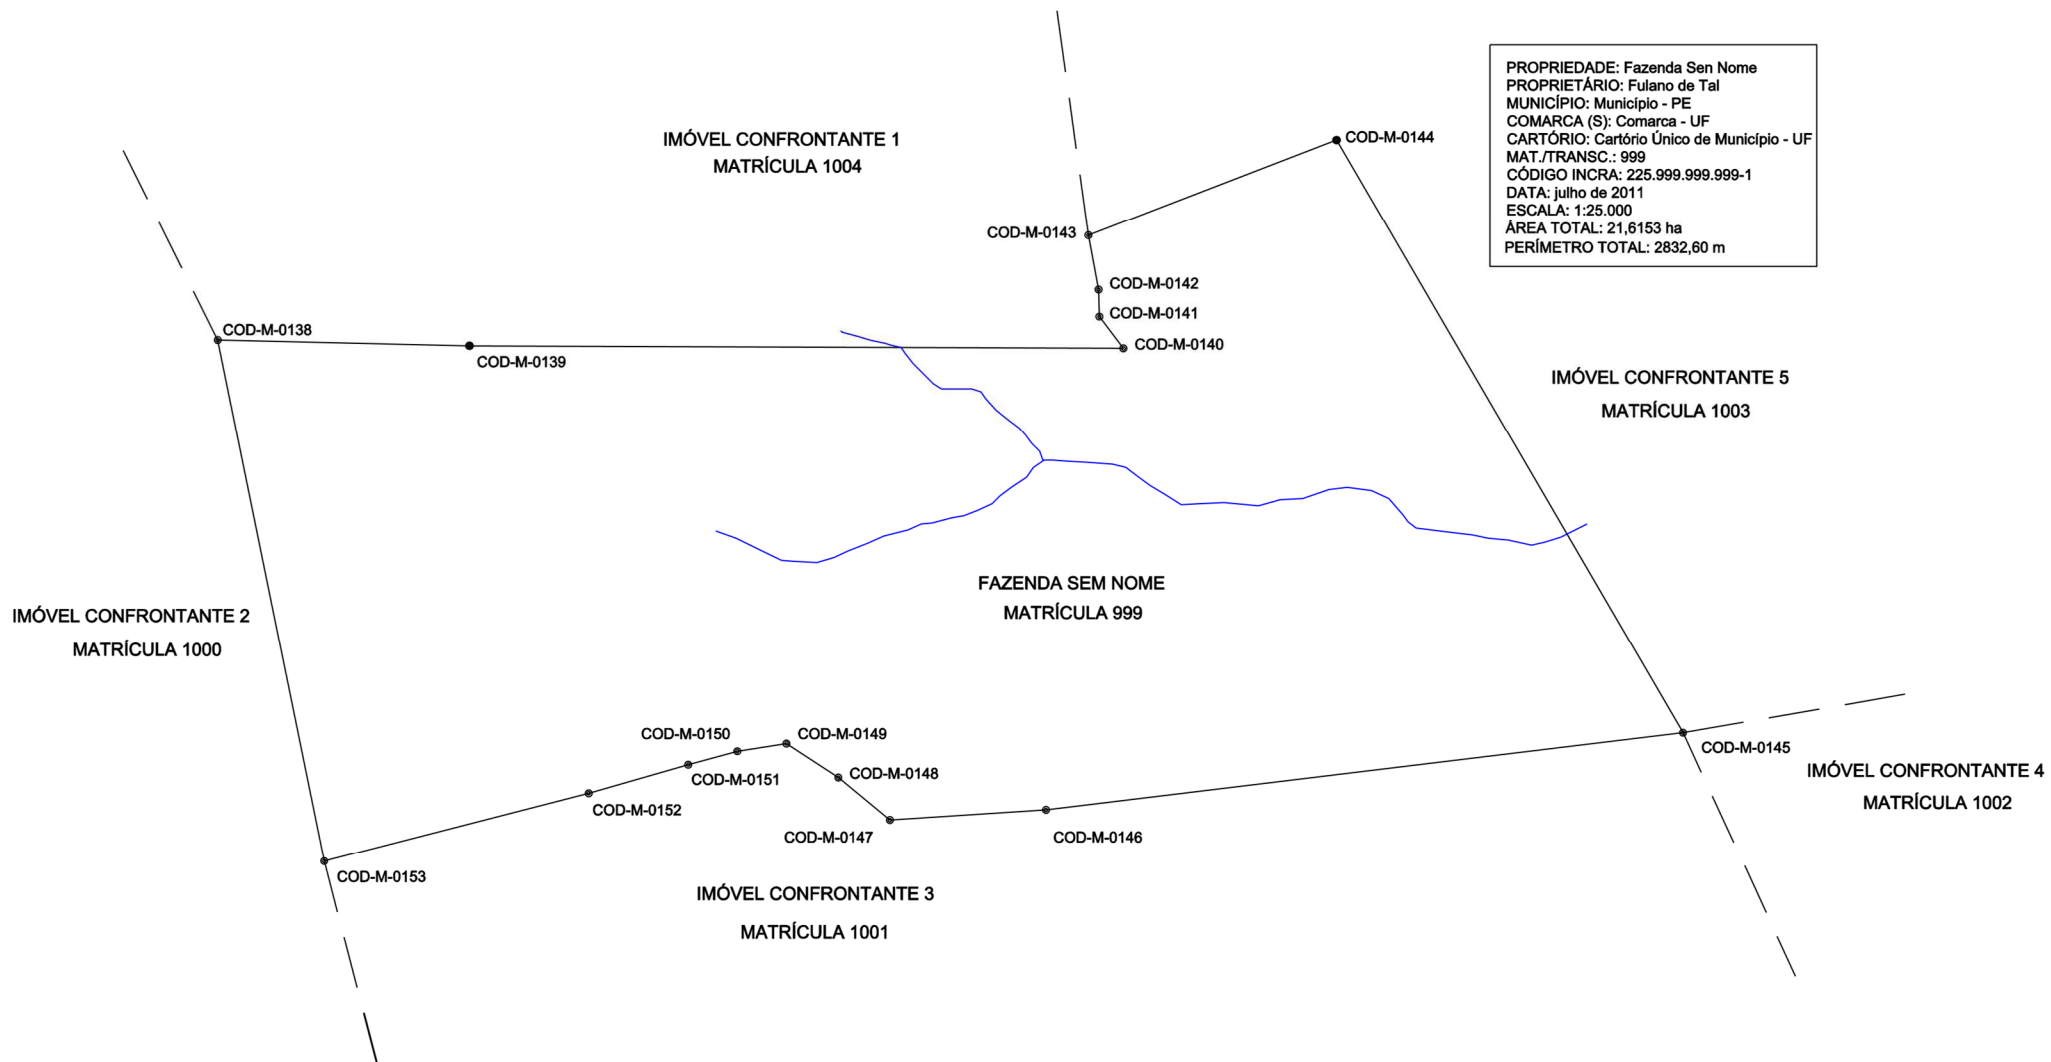 PROPRIEDADE: Fazenda Sen Nome
PROPRIETÁRIO: Fulano de Tal
MUNICÍPIO: Município - PE
COMARCA (S): Comarca - UF
CARTÓRIO: Cartório Único de Município - UF
MAT./TRANSC.: 999
CÓDIGO INCRA: 225.999.999.999-1
DATA: julho de 2011
ESCALA: 1:25.000
ÁREA TOTAL: 21,6153 ha
PERÍMETRO TOTAL: 2832,60 m
IMÓVEL CONFRONTANTE 1
MATRÍCULA 1004
COD-M-0144
COD-M-0143
COD-M-0142
COD-M-0141
COD-M-0140
COD-M-0138
COD-M-0139
IMÓVEL CONFRONTANTE 5
MATRÍCULA 1003
FAZENDA SEM NOME
MATRÍCULA 999
IMÓVEL CONFRONTANTE 2
MATRÍCULA 1000
COD-M-0150
COD-M-0149
COD-M-0151
COD-M-0148
COD-M-0152
COD-M-0147
COD-M-0146
COD-M-0145
IMÓVEL CONFRONTANTE 4
MATRÍCULA 1002
COD-M-0153
IMÓVEL CONFRONTANTE 3
MATRÍCULA 1001